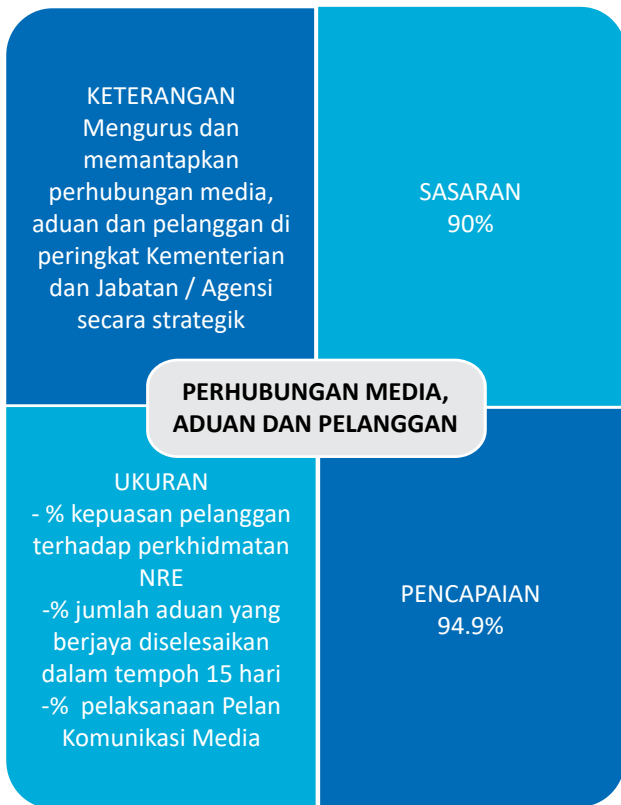 KETERANGAN
Mengurus dan
memantapkan
perhubungan media,
aduan dan pelanggan di
peringkat Kementerian
dan Jabatan / Agensi
secara strategik
SASARAN
90%
PERHUBUNGAN MEDIA,
ADUAN DAN PELANGGAN
UKURAN
- % kepuasan pelanggan
terhadap perkhidmatan
NRE
-% jumlah aduan yang
berjaya diselesaikan
dalam tempoh 15 hari
-% pelaksanaan Pelan
Komunikasi Media
PENCAPAIAN
94.9%